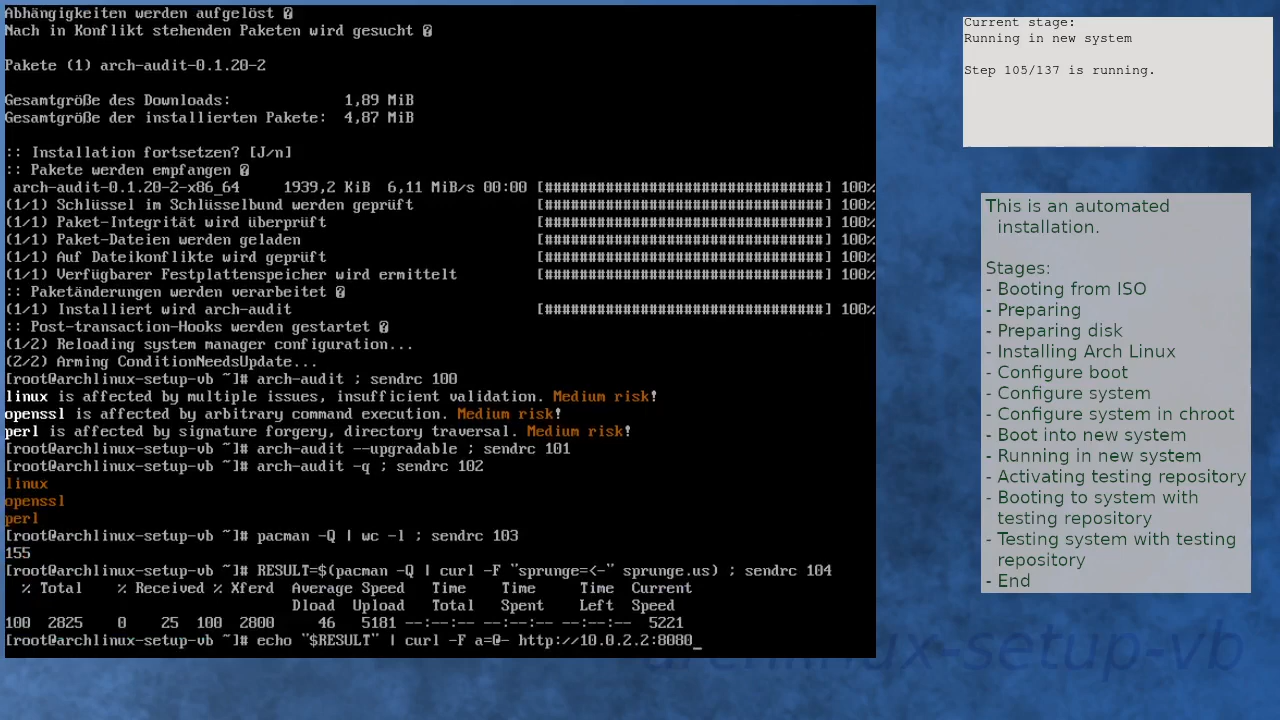 Abhängigkeiten werden aufgelöst �
Nach in Konflikt stehenden Paketen wird gesucht �
Pakete (1) arch-audit-0.1.20-2
Gesamtgröße des Downloads: 1,89 MiB
Gesamtgröße der installierten Pakete: 4,87 MiB
:: Installation fortsetzen? [J/n]
:: Pakete werden empfangen �
arch-audit-0.1.20-2-x86_64 1939,2 KiB 6,11 MiB/s 00:00 [################################] 100%
(1/1) Schlüssel im Schlüsselbund werden geprüft [################################] 100%
(1/1) Paket-Integrität wird überprüft [################################] 100%
(1/1) Paket-Dateien werden geladen [################################] 100%
(1/1) Auf Dateikonflikte wird geprüft [################################] 100%
(1/1) Verfügbarer Festplattenspeicher wird ermittelt [################################] 100%
:: Paketänderungen werden verarbeitet �
(1/1) Installiert wird arch-audit [################################] 100%
:: Post-transaction-Hooks werden gestartet �
(1/2) Reloading system manager configuration...
(2/2) Arming ConditionNeedsUpdate...
[root@archlinux-setup-vb ~]# arch-audit ; sendrc 100
linux is affected by multiple issues, insufficient validation. Medium risk!
openssl is affected by arbitrary command execution. Medium risk!
perl is affected by signature forgery, directory traversal. Medium risk!
[root@archlinux-setup-vb ~]# arch-audit --upgradable ; sendrc 101
[root@archlinux-setup-vb ~]# arch-audit -q ; sendrc 102
linux
openssl
perl
[root@archlinux-setup-vb ~]# pacman -Q | wc -l ; sendrc 103
155
[root@archlinux-setup-vb ~]# RESULT=$(pacman -Q | curl -F "sprunge=<-" sprunge.us) ; sendrc 104
% Total % Received % Xferd Average Speed Time Time Time Current
Dload Upload Total Spent Left Speed
100 2825 0 25 100 2800 46 5181 --:--:-- --:--:-- --:--:-- 5221
[root@archlinux-setup-vb ~]# echo "$RESULT" | curl -F a=@- http://10.0.2.2:8080_
Current stage:
Running in new system
Step 105/137 is running.
This is an automated
installation.
Stages:
- Booting from ISO
- Preparing
- Preparing disk
- Installing Arch Linux
- Configure boot
- Configure system
- Configure system in chroot
- Boot into new system
- Running in new system
- Activating testing repository
- Booting to system with
testing repository
- Testing system with testing
repository
- End
archlinux-setup-vb